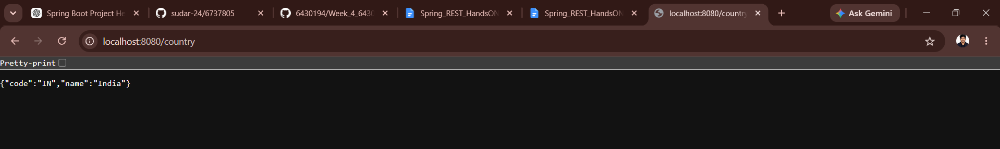 Spring Boot Project He
sudar-24/6737805
6430194/Week_4_6430
Spring_REST_HandsON
Spring_REST_HandsON
localhost:8080/country
Ask Gemini
localhost:8080/country
Pretty-print
{"code":"IN","name":"India"}